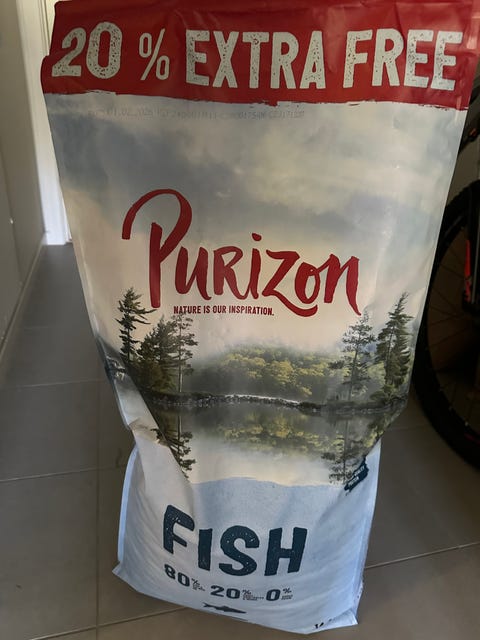 20 % EXTRA FREE
PURIZON
NATURE IS OUR INSPIRATION.
FISH
80% 20% 0%